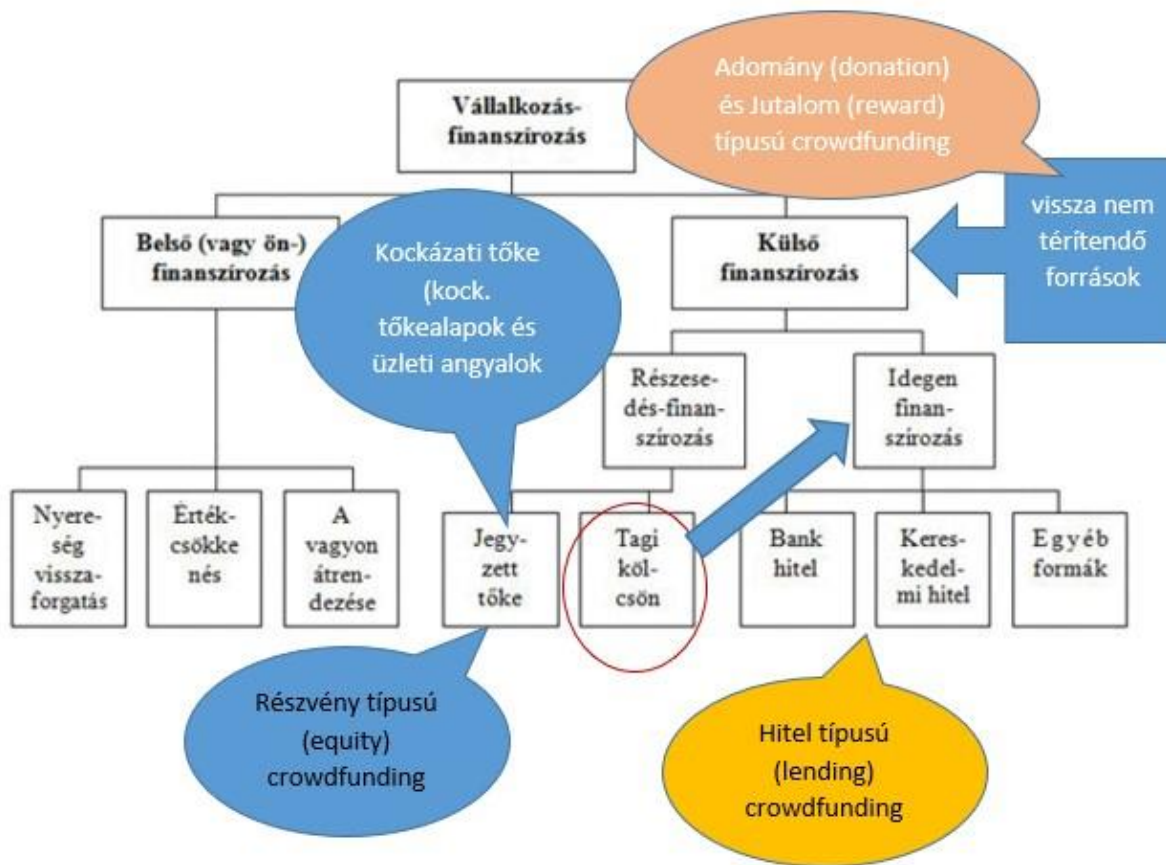 Adomány (donation)
és Jutalom (reward)
típusú crowdfunding
Vállalkozás-
finanszírozás
vissza nem
térítendő
források
Belső (vagy ön-)
finanszírozás
Kockázati tőke
(kock.
tőkealapok és
üzleti angyalok
Külső
finanszírozás
Részese-
dés-finan-
szírozás
Idegen
finan-
szírozás
Nyere-
ség
vissza-
forgatás
Érték-
csökke
nés
A
vagyon
átren-
dezése
Jegy-
zett
tőke
Tagi
köl-
csön
Bank
hitel
Keres-
kedel-
mi hitel
Egyéb
formák
Részvény típusú
(equity)
crowdfunding
Hitel típusú
(lending)
crowdfunding